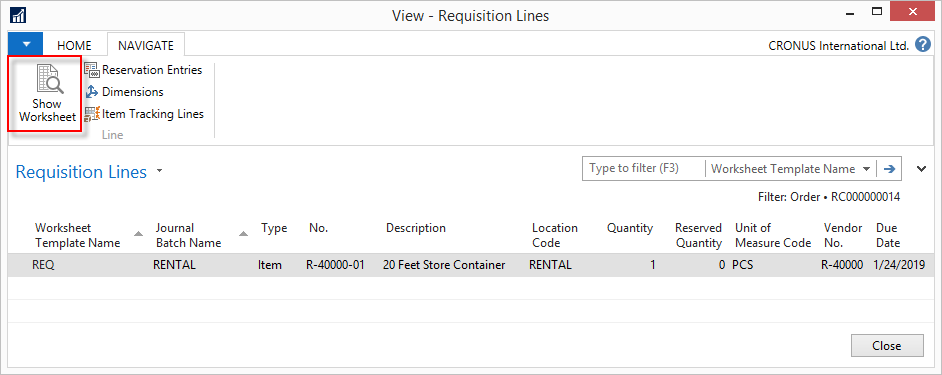 View - Requisition Lines
HOME
NAVIGATE
CRONUS International Ltd.
?
Show
Worksheet
Reservation Entries
Dimensions
Item Tracking Lines
Line
Requisition Lines
Type to filter (F3)
Worksheet Template Name
Filter: Order • RC000000014
Worksheet Template Name
Journal Batch Name
Type
No.
Description
Location Code
Quantity
Reserved Quantity
Unit of Measure Code
Vendor No.
Due Date
REQ RENTAL Item R-40000-01 20 Feet Store Container RENTAL 1 0 PCS R-40000 1/24/2019
Close